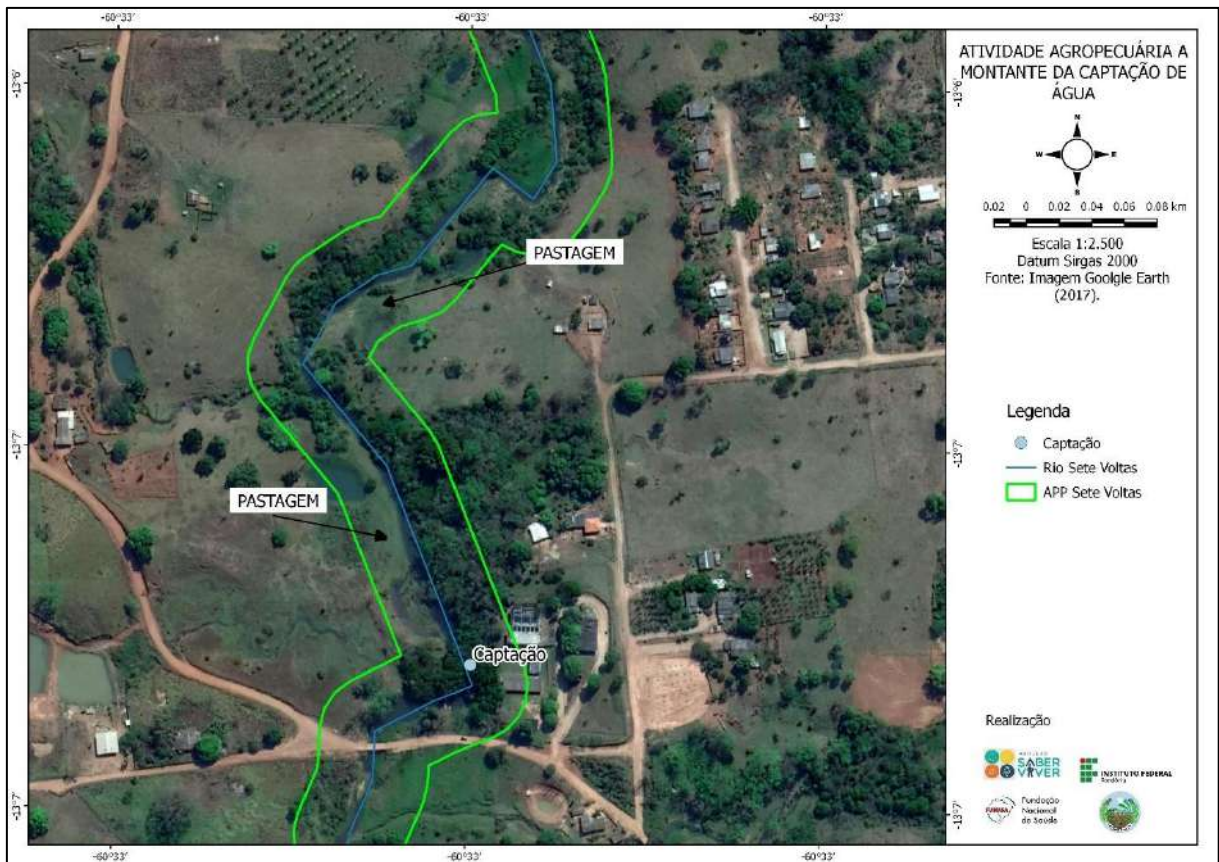 -60°33'
-60°33'
-60°33'
-13°6'
-13°6'
ATIVIDADE AGROPECUÁRIA A
MONTANTE DA CAPTAÇÃO DE
ÁGUA
N
W
E
S
0.02 0 0.02 0.04 0.06 0.08 km
Escala 1:2.500
Datum Sirgas 2000
Fonte: Imagem Goolgle Earth
(2017).
PASTAGEM
Legenda
Captação
Rio Sete Voltas
APP Sete Voltas
-13°7'
-13°7'
PASTAGEM
Captação
Realização
SABER
VIVER
INSTITUTO FEDERAL
Rondônia
Fundação
Nacional
de Saúde
-13°7'
-13°7'
-60°33'
-60°33'
-60°33'